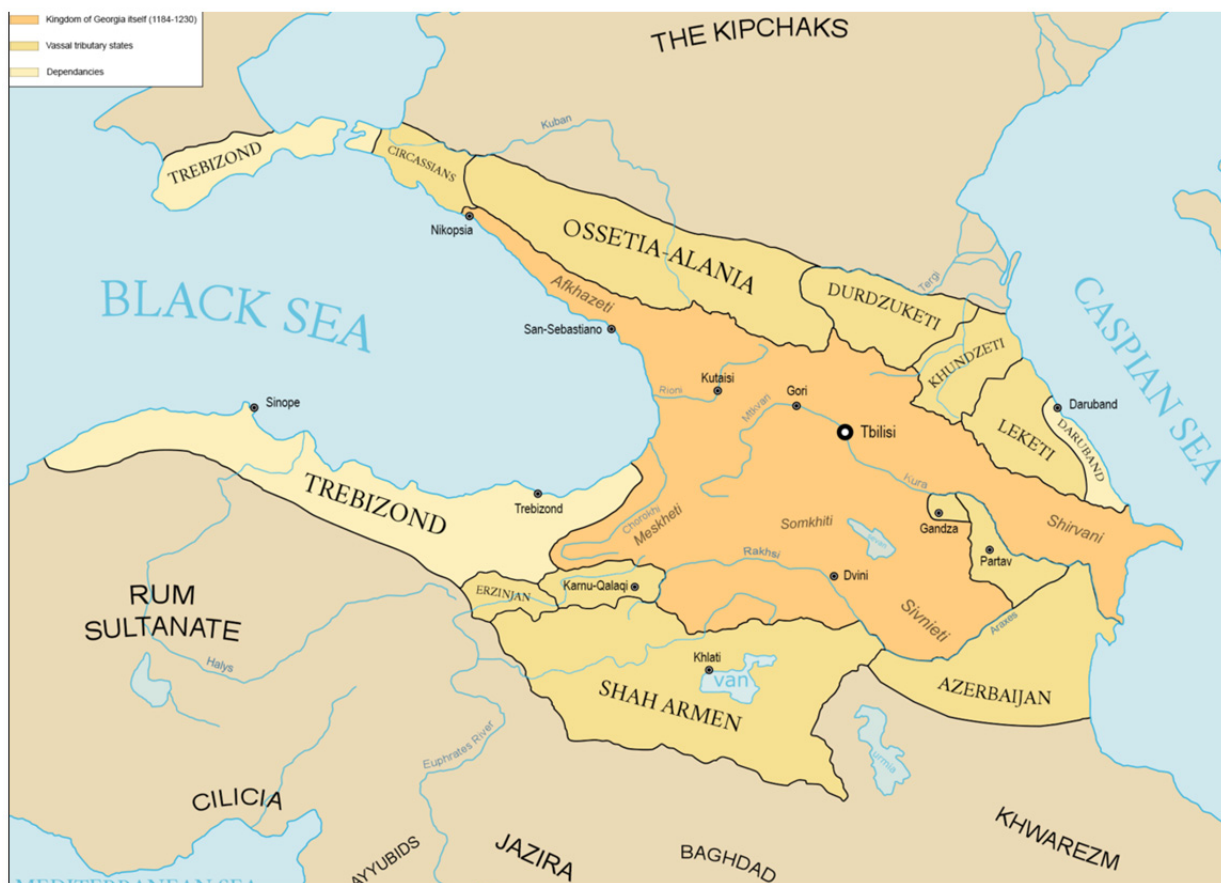 Kingdom of Georgia itself (1184-1230)
Vassal tributary states
Dependancies
THE KIPCHAKS
Kuban
TREBIZOND
CIRCASSIANS
Nikopsia
OSSETIA-ALANIA
Tergi
DURDZUKETI
BLACK SEA
Afkhazeti
San-Sebastiano
CASPIAN SEA
KHUNDZETI
Kutaisi
Rioni
Gori
Mtkvari
Sinope
Daruband
DARUBAND
Tbilisi
LEKETI
TREBIZOND
Trebizond
Kura
Chorokhi
Meskheti
Somkhiti
Gandza
Shirvani
Partav
Rakhsi
Dvini
ERZINJAN
Karnu-Qalaqi
RUM
SULTANATE
Sivnieti
Araxes
Halys
Khlati
van
SHAH ARMEN
AZERBAIJAN
Euphrates River
urmia
CILICIA
KHWAREZM
AYYUBIDS
JAZIRA
BAGHDAD
MEDITERRANEAN SEA